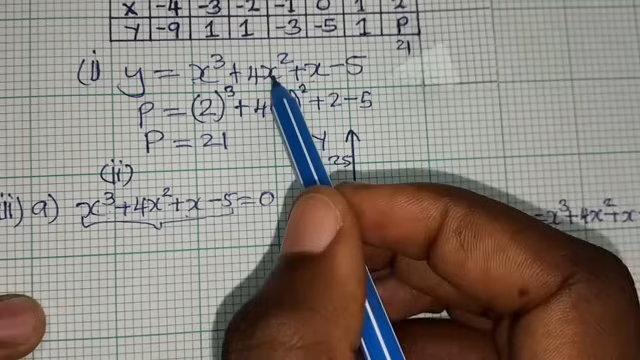 x -4 -3 -2 -1 0 1 2
y -9 1 1 -3 -5 1 P
21
(i) y = x³ + 4x² + x - 5
P = (2)³ + 4 )² + 2 - 5
P = 21
(ii)
y
25
iii) a) x³ + 4x² + x - 5 = 0
= x³ + 4x² + x